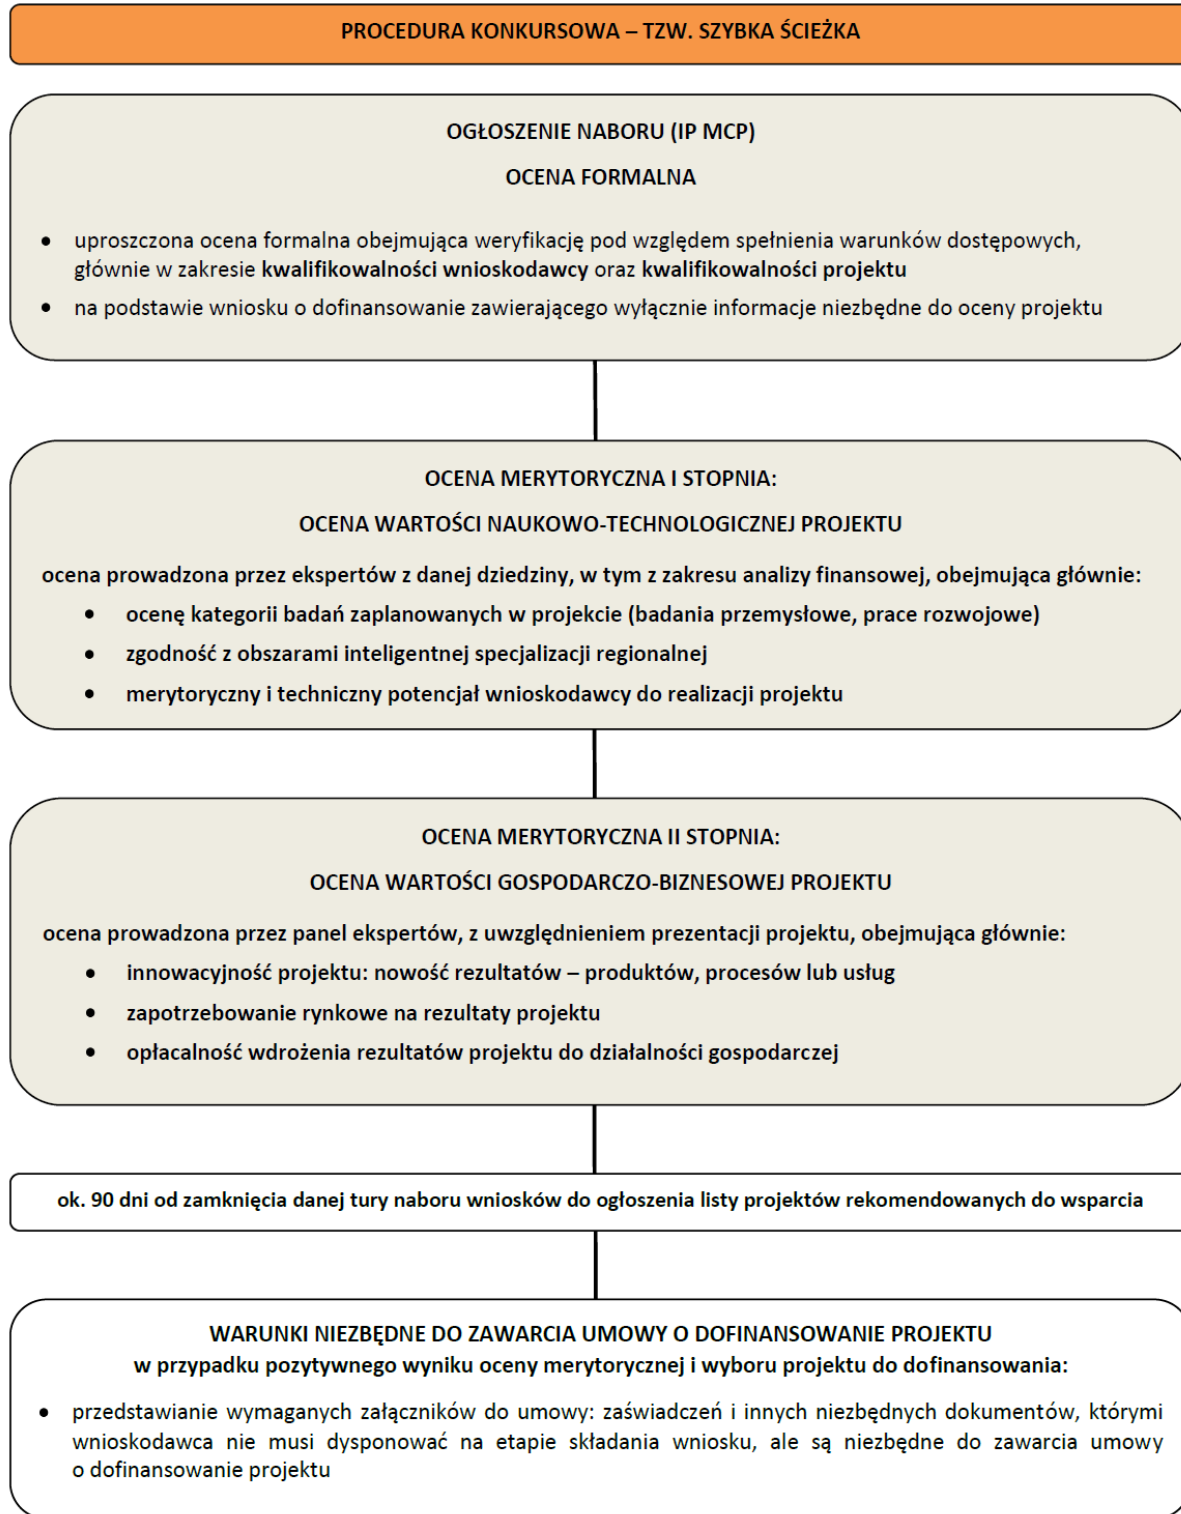 PROCEDURA KONKURSOWA – TZW. SZYBKA ŚCIEŻKA
OGŁOSZENIE NABORU (IP MCP)
OCENA FORMALNA
• uproszczona ocena formalna obejmująca weryfikację pod względem spełnienia warunków dostępowych,
głównie w zakresie kwalifikowalności wnioskodawcy oraz kwalifikowalności projektu
• na podstawie wniosku o dofinansowanie zawierającego wyłącznie informacje niezbędne do oceny projektu
OCENA MERYTORYCZNA I STOPNIA:
OCENA WARTOŚCI NAUKOWO-TECHNOLOGICZNEJ PROJEKTU
ocena prowadzona przez ekspertów z danej dziedziny, w tym z zakresu analizy finansowej, obejmująca głównie:
• ocenę kategorii badań zaplanowanych w projekcie (badania przemysłowe, prace rozwojowe)
• zgodność z obszarami inteligentnej specjalizacji regionalnej
• merytoryczny i techniczny potencjał wnioskodawcy do realizacji projektu
OCENA MERYTORYCZNA II STOPNIA:
OCENA WARTOŚCI GOSPODARCZO-BIZNESOWEJ PROJEKTU
ocena prowadzona przez panel ekspertów, z uwzględnieniem prezentacji projektu, obejmująca głównie:
• innowacyjność projektu: nowość rezultatów – produktów, procesów lub usług
• zapotrzebowanie rynkowe na rezultaty projektu
• opłacalność wdrożenia rezultatów projektu do działalności gospodarczej
ok. 90 dni od zamknięcia danej tury naboru wniosków do ogłoszenia listy projektów rekomendowanych do wsparcia
WARUNKI NIEZBĘDNE DO ZAWARCIA UMOWY O DOFINANSOWANIE PROJEKTU
w przypadku pozytywnego wyniku oceny merytorycznej i wyboru projektu do dofinansowania:
• przedstawianie wymaganych załączników do umowy: zaświadczeń i innych niezbędnych dokumentów, którymi
wnioskodawca nie musi dysponować na etapie składania wniosku, ale są niezbędne do zawarcia umowy
o dofinansowanie projektu